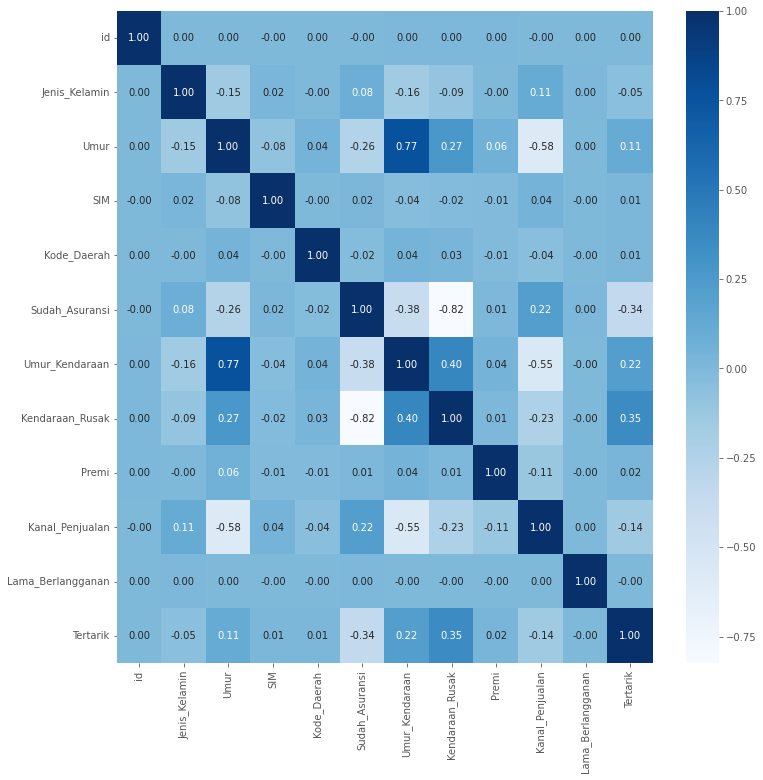 id 1.00 0.00 0.00 -0.00 0.00 -0.00 0.00 0.00 0.00 -0.00 0.00 0.00
Jenis_Kelamin 0.00 1.00 -0.15 0.02 -0.00 0.08 -0.16 -0.09 -0.00 0.11 0.00 -0.05
Umur 0.00 -0.15 1.00 -0.08 0.04 -0.26 0.77 0.27 0.06 -0.58 0.00 0.11
SIM -0.00 0.02 -0.08 1.00 -0.00 0.02 -0.04 -0.02 -0.01 0.04 -0.00 0.01
Kode_Daerah 0.00 -0.00 0.04 -0.00 1.00 -0.02 0.04 0.03 -0.01 -0.04 -0.00 0.01
Sudah_Asuransi -0.00 0.08 -0.26 0.02 -0.02 1.00 -0.38 -0.82 0.01 0.22 0.00 -0.34
Umur_Kendaraan 0.00 -0.16 0.77 -0.04 0.04 -0.38 1.00 0.40 0.04 -0.55 -0.00 0.22
Kendaraan_Rusak 0.00 -0.09 0.27 -0.02 0.03 -0.82 0.40 1.00 0.01 -0.23 -0.00 0.35
Premi 0.00 -0.00 0.06 -0.01 -0.01 0.01 0.04 0.01 1.00 -0.11 -0.00 0.02
Kanal_Penjualan -0.00 0.11 -0.58 0.04 -0.04 0.22 -0.55 -0.23 -0.11 1.00 0.00 -0.14
Lama_Berlangganan 0.00 0.00 0.00 -0.00 -0.00 0.00 -0.00 -0.00 -0.00 0.00 1.00 -0.00
Tertarik 0.00 -0.05 0.11 0.01 0.01 -0.34 0.22 0.35 0.02 -0.14 -0.00 1.00
id Jenis_Kelamin Umur SIM Kode_Daerah Sudah_Asuransi Umur_Kendaraan Kendaraan_Rusak Premi Kanal_Penjualan Lama_Berlangganan Tertarik
1.00
0.75
0.50
0.25
0.00
−0.25
−0.50
−0.75